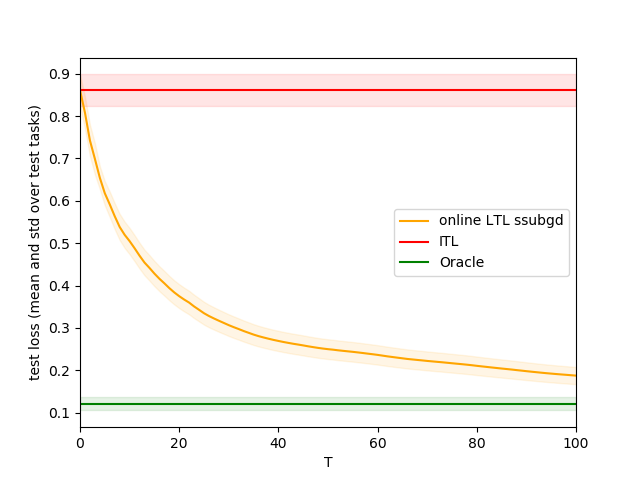 test loss (mean and std over test tasks)
0.9
0.8
0.7
0.6
0.5
0.4
0.3
0.2
0.1
online LTL ssubgd
ITL
Oracle
0 20 40 60 80 100
T